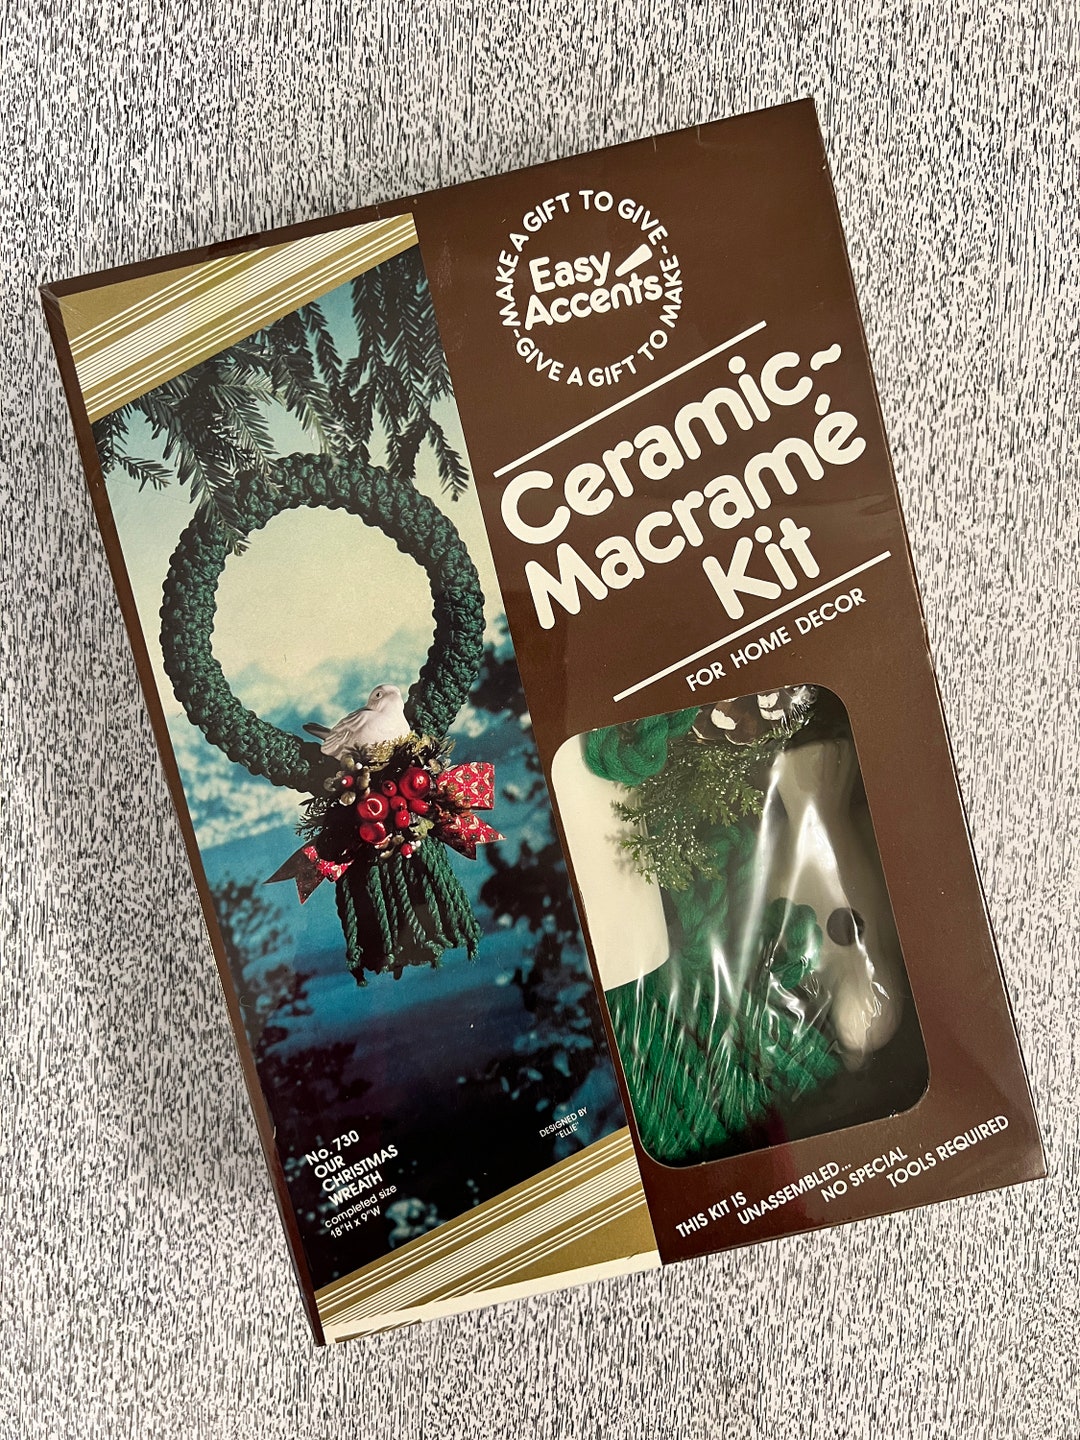 MAKE A GIFT TO GIVE - GIVE A GIFT TO MAKE -
Easy
Accents
Ceramic~
Macramé
Kit
FOR HOME DECOR
No. 730
OUR
CHRISTMAS
WREATH
completed size
18"H x 9"W
DESIGNED BY
"ELLIE"
THIS KIT IS
UNASSEMBLED...
NO SPECIAL
TOOLS REQUIRED